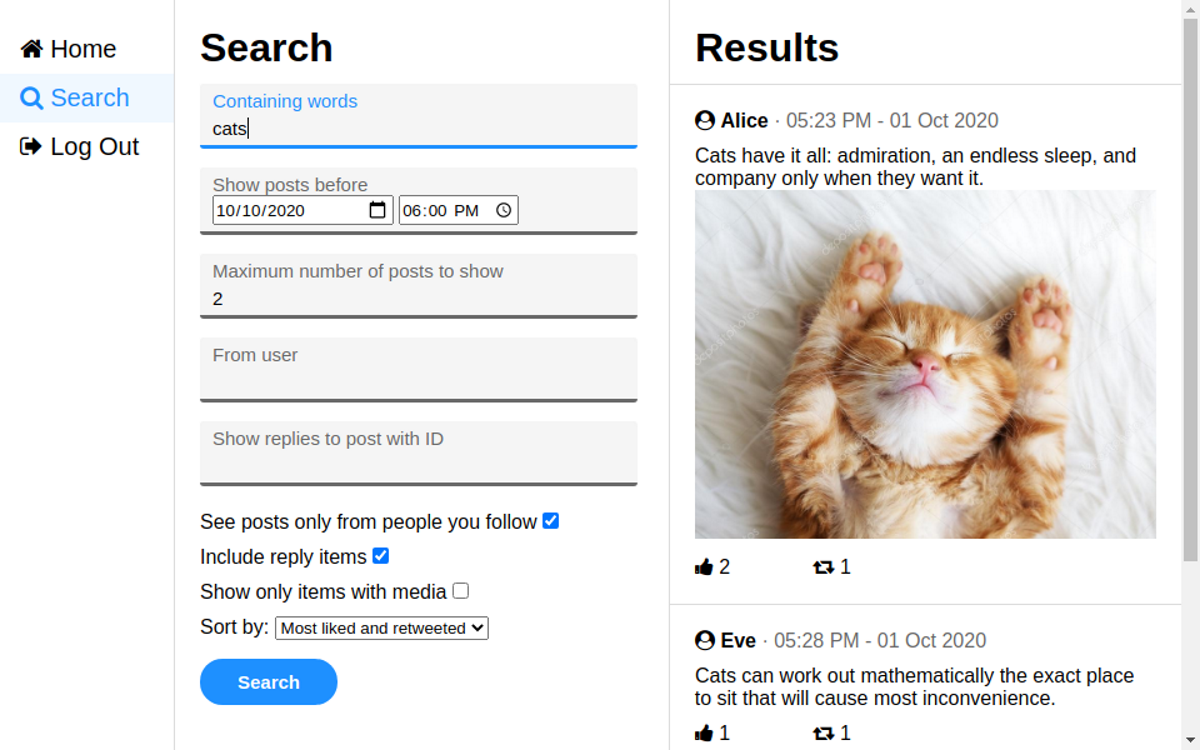 Home
Search
Log Out
Search
Containing words
cats
Show posts before
10/10/2020 06:00 PM
Maximum number of posts to show
2
From user
Show replies to post with ID
See posts only from people you follow
Include reply items
Show only items with media
Sort by: Most liked and retweeted
Search
Results
Alice · 05:23 PM - 01 Oct 2020
Cats have it all: admiration, an endless sleep, and
company only when they want it.
2 1
Eve · 05:28 PM - 01 Oct 2020
Cats can work out mathematically the exact place
to sit that will cause most inconvenience.
1 1